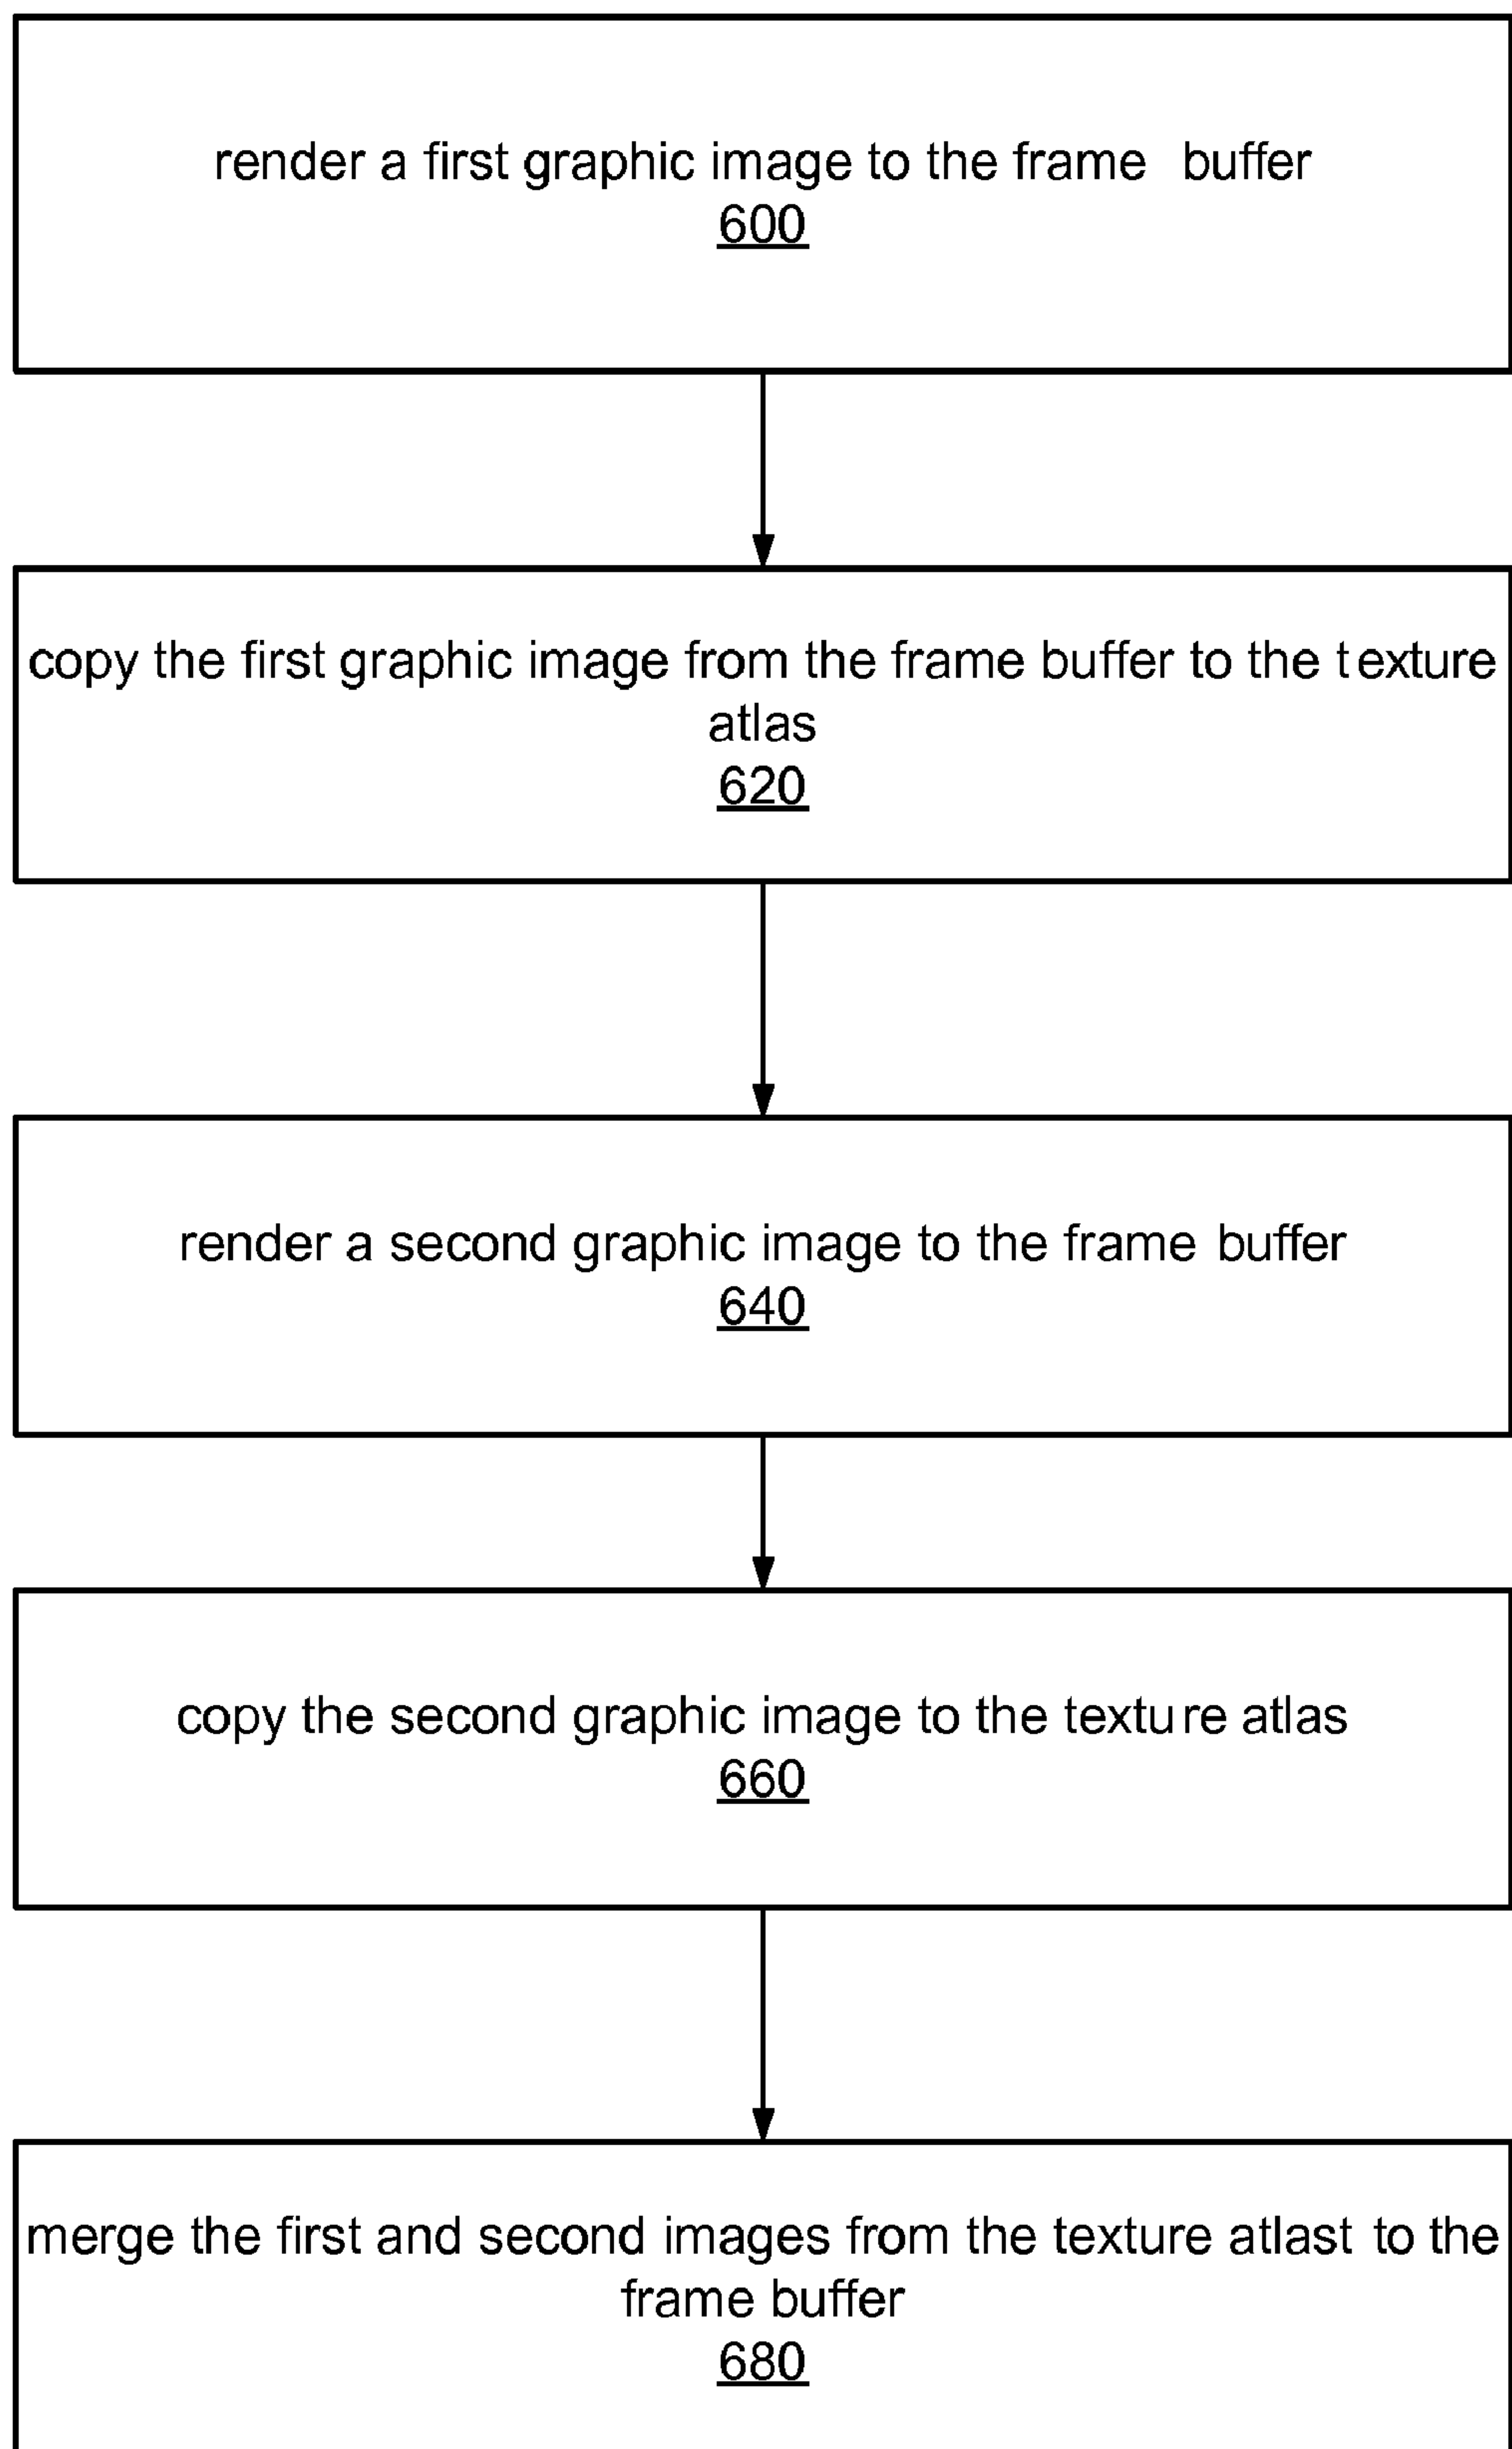 render a first graphic image to the frame buffer
600
copy the first graphic image from the frame buffer to the texture
atlas
620
render a second graphic image to the frame buffer
640
copy the second graphic image to the texture atlas
660
merge the first and second images from the texture atlast to the
frame buffer
680